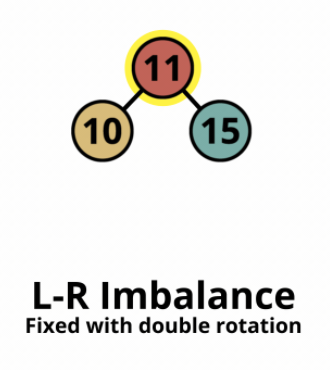 11
10 15
L-R Imbalance
Fixed with double rotation